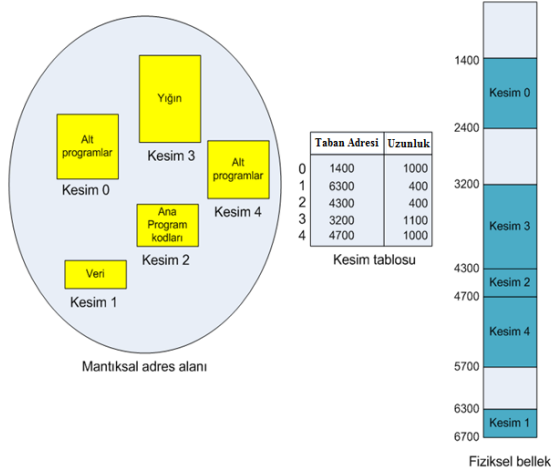 Alt
programlar
Kesim 0
Yığın
Kesim 3
Alt
programlar
Kesim 4
Ana
Program
kodları
Kesim 2
Veri
Kesim 1
Mantıksal adres alanı
Taban Adresi Uzunluk
0 1400 1000
1 6300 400
2 4300 400
3 3200 1100
4 4700 1000
Kesim tablosu
1400
Kesim 0
2400
3200
Kesim 3
4300
Kesim 2
4700
Kesim 4
5700
6300
Kesim 1
6700
Fiziksel bellek